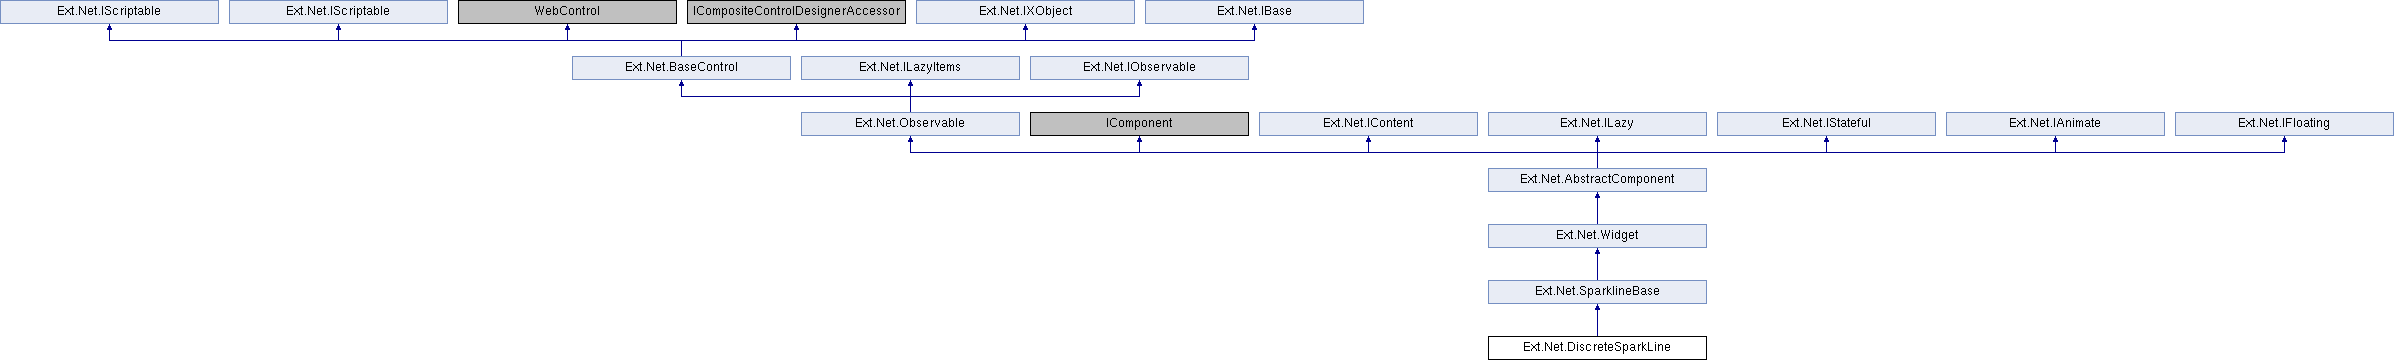 Ext.Net.IScriptable
Ext.Net.IScriptable
WebControl
ICompositeControlDesignerAccessor
Ext.Net.IXObject
Ext.Net.IBase
Ext.Net.BaseControl
Ext.Net.ILazyItems
Ext.Net.IObservable
Ext.Net.Observable
IComponent
Ext.Net.IContent
Ext.Net.ILazy
Ext.Net.IStateful
Ext.Net.IAnimate
Ext.Net.IFloating
Ext.Net.AbstractComponent
Ext.Net.Widget
Ext.Net.SparklineBase
Ext.Net.DiscreteSparkLine